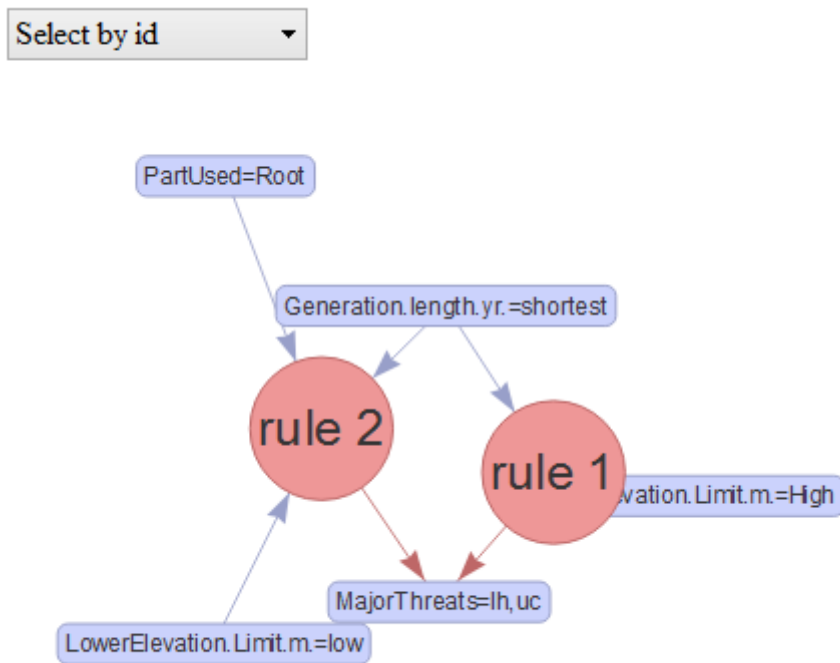 Select by id
PartUsed=Root
Generation.length.yr.=shortest
rule 2
rule 1
evation.Limit.m.=High
MajorThreats=lh,uc
LowerElevation.Limit.m.=low